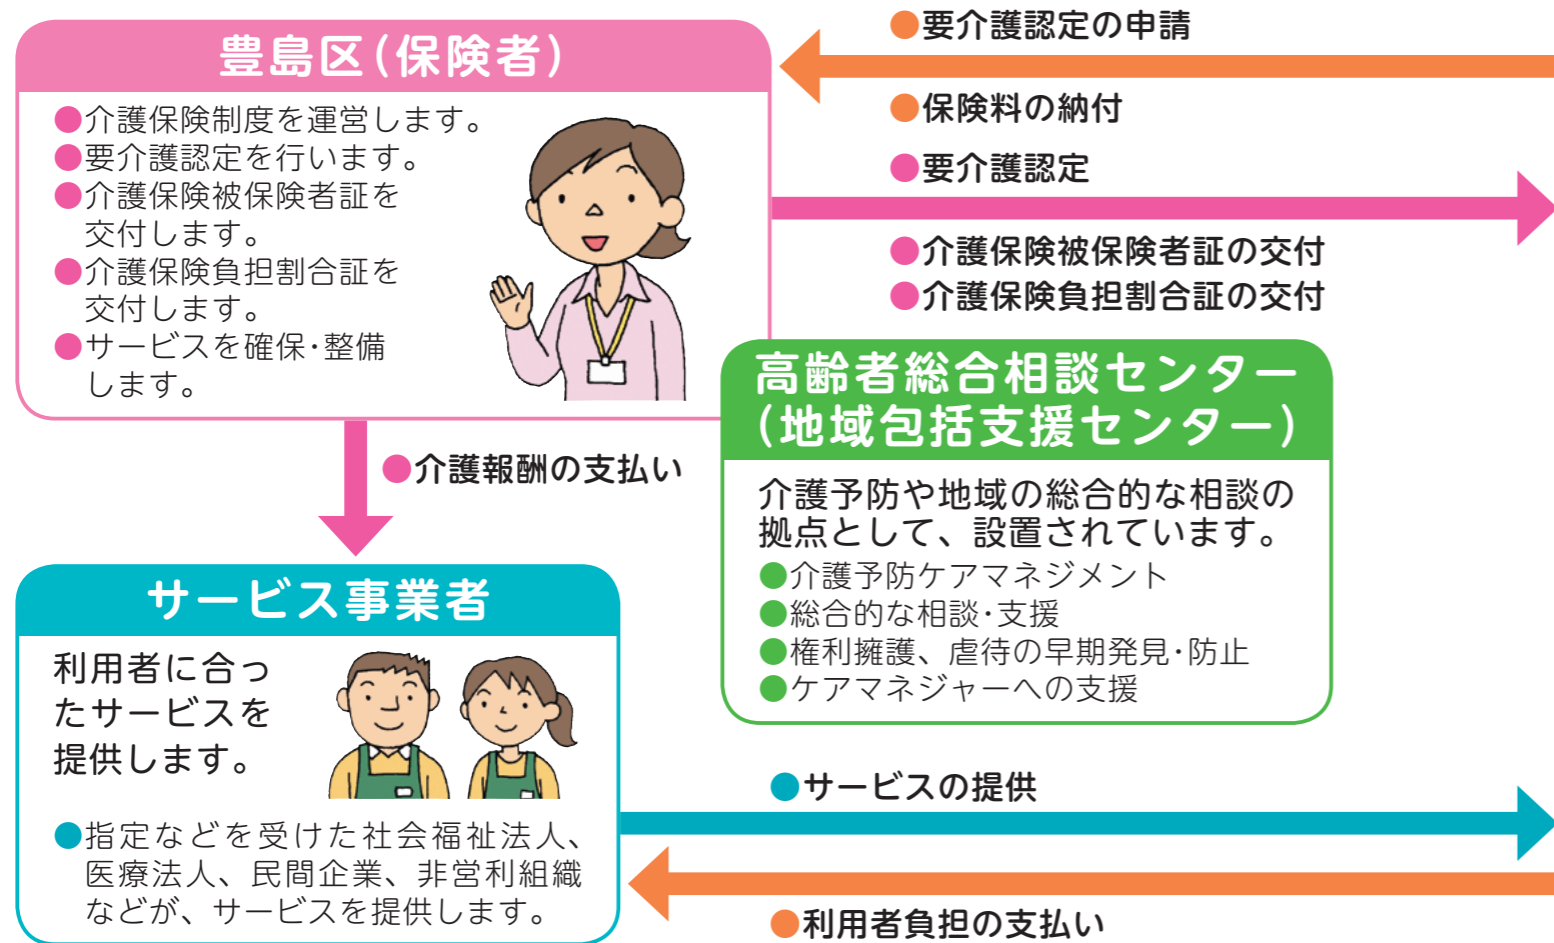 豊島区(保険者)
●介護保険制度を運営します。
●要介護認定を行います。
●介護保険被保険者証を
交付します。
●介護保険負担割合証を
交付します。
●サービスを確保・整備
します。
●要介護認定の申請
●保険料の納付
●要介護認定
●介護保険被保険者証の交付
●介護保険負担割合証の交付
●介護報酬の支払い
高齢者総合相談センター
(地域包括支援センター)
介護予防や地域の総合的な相談の
拠点として、設置されています。
●介護予防ケアマネジメント
●総合的な相談・支援
●権利擁護、虐待の早期発見・防止
●ケアマネジャーへの支援
サービス事業者
利用者に合っ
たサービスを
提供します。
●指定などを受けた社会福祉法人、
医療法人、民間企業、非営利組織
などが、サービスを提供します。
●サービスの提供
●利用者負担の支払い